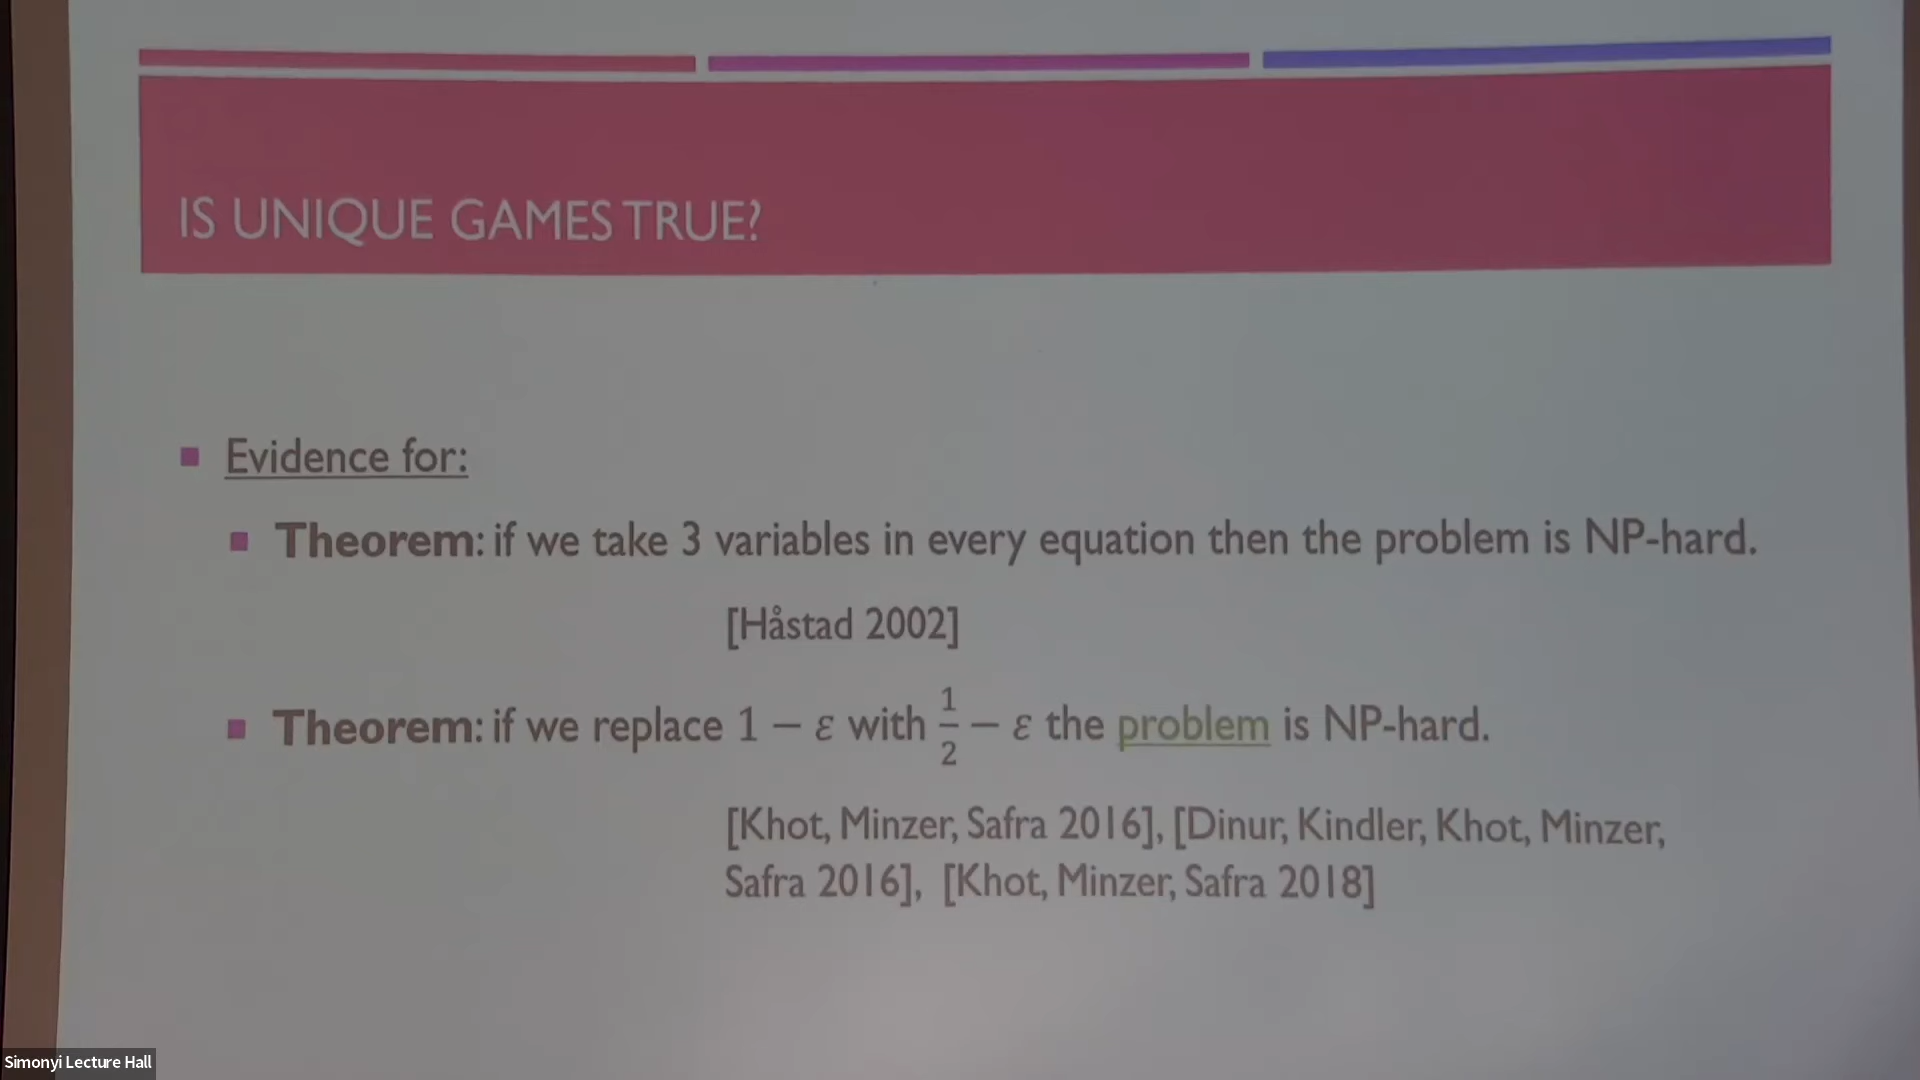 IS UNIQUE GAMES TRUE?
Evidence for:
Theorem: if we take 3 variables in every equation then the problem is NP-hard.
[Håstad 2002]
Theorem: if we replace 1 − ε with 1/2 − ε the problem is NP-hard.
[Khot, Minzer, Safra 2016], [Dinur, Kindler, Khot, Minzer,
Safra 2016], [Khot, Minzer, Safra 2018]
Simonyi Lecture Hall